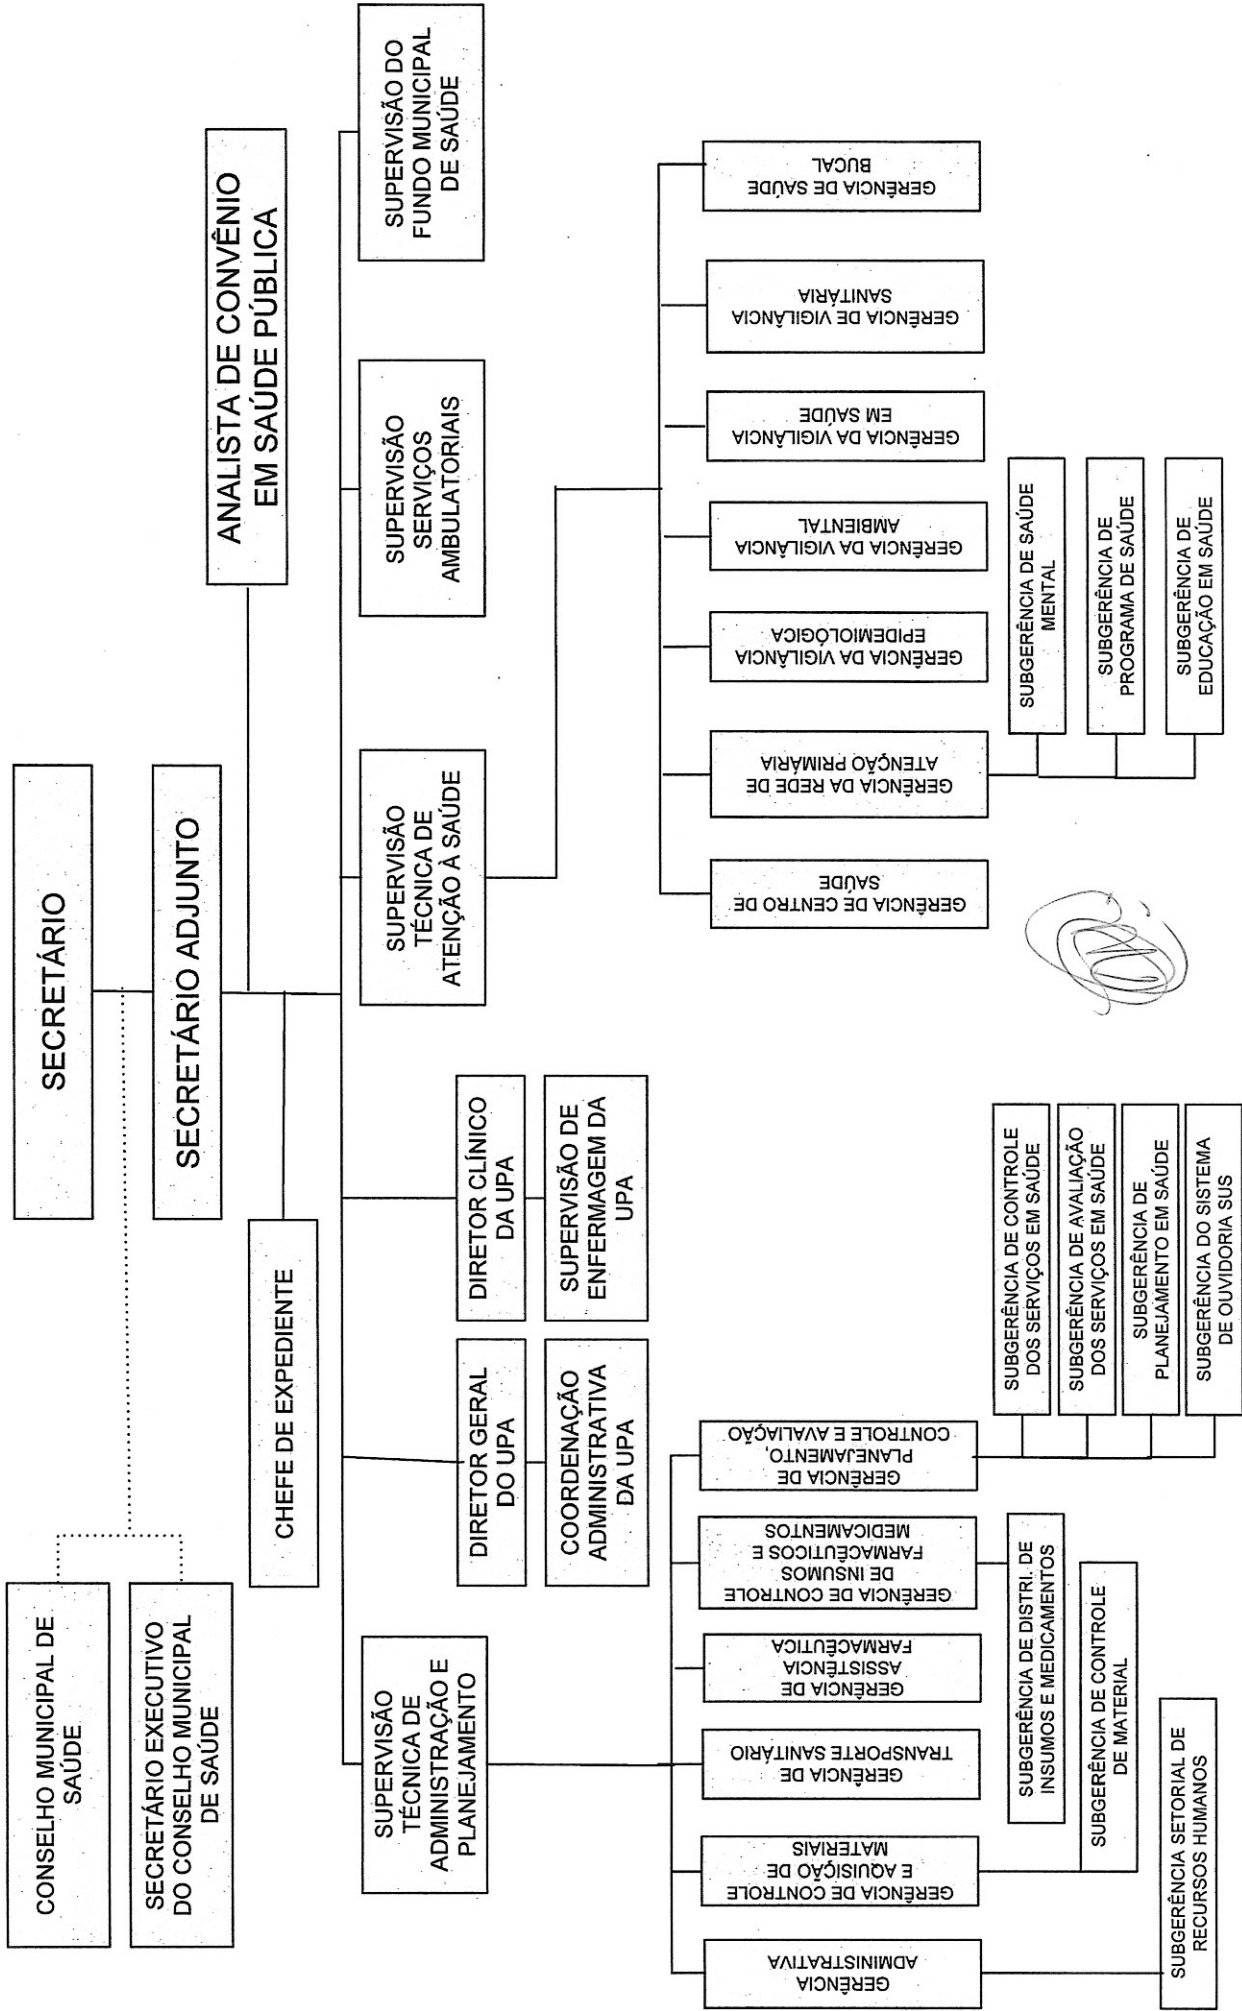 SECRETÁRIO
CONSELHO MUNICIPAL DE
SAÚDE
SECRETÁRIO EXECUTIVO
DO CONSELHO MUNICIPAL
DE SAÚDE
SECRETÁRIO ADJUNTO
ANALISTA DE CONVÊNIO
EM SAÚDE PÚBLICA
CHEFE DE EXPEDIENTE
SUPERVISÃO
TÉCNICA DE
ADMINISTRAÇÃO E
PLANEJAMENTO
DIRETOR GERAL
DO UPA
COORDENAÇÃO
ADMINISTRATIVA
DA UPA
DIRETOR CLÍNICO
DA UPA
SUPERVISÃO DE
ENFERMAGEM DA
UPA
SUPERVISÃO
TÉCNICA DE
ATENÇÃO À SAÚDE
SUPERVISÃO
SERVIÇOS
AMBULATORIAIS
SUPERVISÃO DO
FUNDO MUNICIPAL
DE SAÚDE
GERÊNCIA
ADMINISTRATIVA
GERÊNCIA DE CONTROLE
E AQUISIÇÃO DE
MATERIAIS
GERÊNCIA DE
TRANSPORTE SANITÁRIO
GERÊNCIA DE
ASSISTÊNCIA
FARMACÊUTICA
GERÊNCIA DE CONTROLE
DE INSUMOS
FARMACÊUTICOS E
MEDICAMENTOS
GERÊNCIA DE
PLANEJAMENTO,
CONTROLE E AVALIAÇÃO
GERÊNCIA DE CENTRO DE
SAÚDE
GERÊNCIA DA REDE DE
ATENÇÃO PRIMÁRIA
GERÊNCIA DA VIGILÂNCIA
EPIDEMIOLÓGICA
GERÊNCIA DA VIGILÂNCIA
AMBIENTAL
GERÊNCIA DA VIGILÂNCIA
EM SAÚDE
GERÊNCIA DE VIGILÂNCIA
SANITÁRIA
GERÊNCIA DE SAÚDE
BUCAL
SUBGERÊNCIA SETORIAL DE
RECURSOS HUMANOS
SUBGERÊNCIA DE CONTROLE
DE MATERIAL
SUBGERÊNCIA DE DISTRI. DE
INSUMOS E MEDICAMENTOS
SUBGERÊNCIA DE CONTROLE
DOS SERVIÇOS EM SAÚDE
SUBGERÊNCIA DE AVALIAÇÃO
DOS SERVIÇOS EM SAÚDE
SUBGERÊNCIA DE
PLANEJAMENTO EM SAÚDE
SUBGERÊNCIA DO SISTEMA
DE OUVIDORIA SUS
SUBGERÊNCIA DE SAÚDE
MENTAL
SUBGERÊNCIA DE
PROGRAMA DE SAÚDE
SUBGERÊNCIA DE
EDUCAÇÃO EM SAÚDE